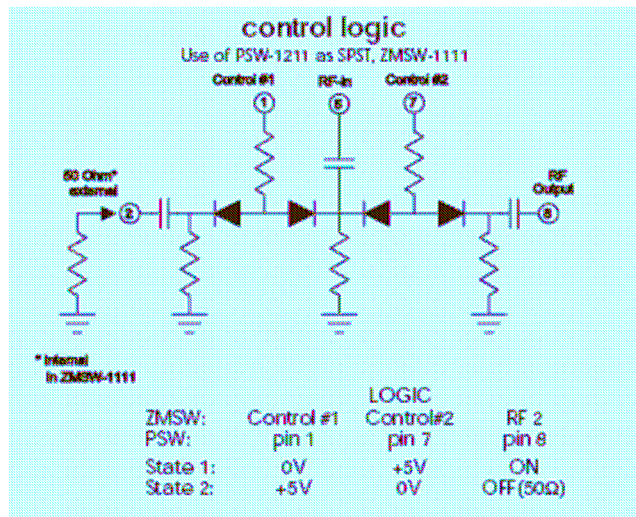 control logic
Use of PSW-1211 as SPST, ZMSW-1111
Control #1 RF-in Control #2
1 6 7
50 Ohm*
external
RF
Output
2 8
* Internal
in ZMSW-1111
LOGIC
ZMSW: Control #1 Control#2 RF 2
PSW: pin 1 pin 7 pin 8
State 1: 0V +5V ON
State 2: +5V 0V OFF(50Ω)